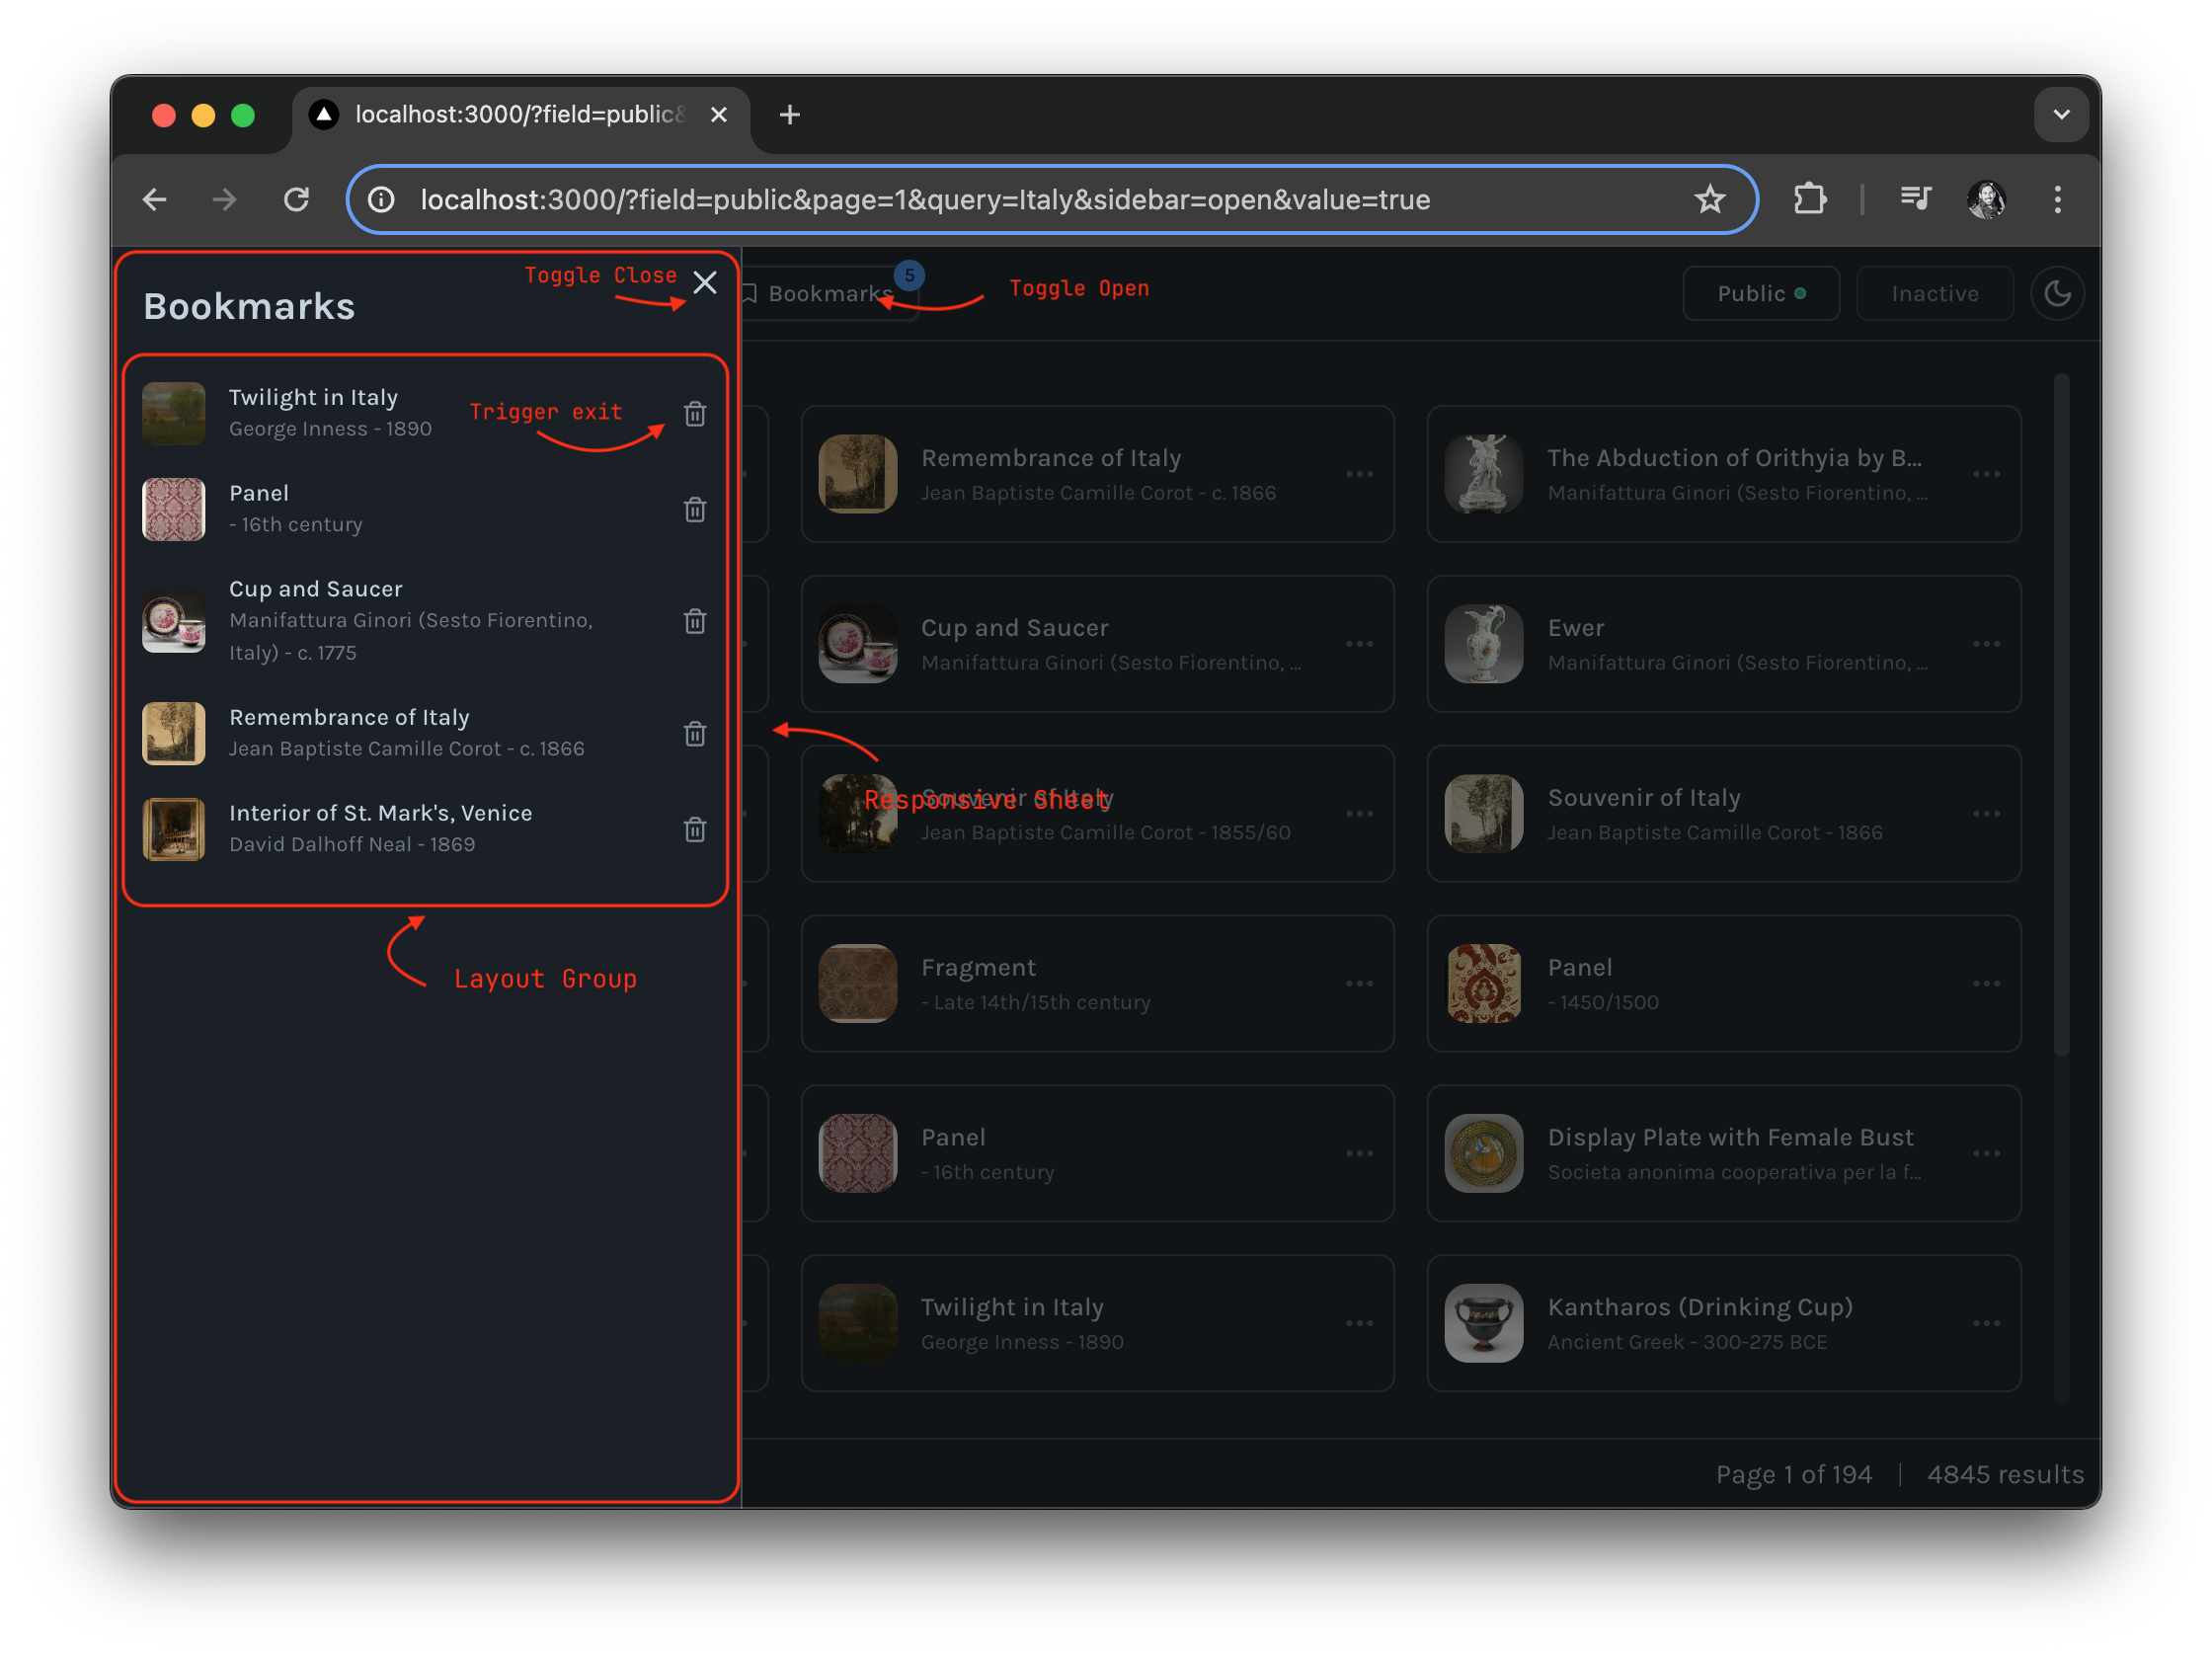 localhost:3000/?field=public&
localhost:3000/?field=public&page=1&query=Italy&sidebar=open&value=true
Toggle Close
Bookmarks
Twilight in Italy
George Inness - 1890
Trigger exit
Panel
- 16th century
Cup and Saucer
Manifattura Ginori (Sesto Fiorentino,
Italy) - c. 1775
Remembrance of Italy
Jean Baptiste Camille Corot - c. 1866
Interior of St. Mark's, Venice
David Dalhoff Neal - 1869
Layout Group
Bookmarks
5
Toggle Open
Public
Inactive
Remembrance of Italy
Jean Baptiste Camille Corot - c. 1866
The Abduction of Orithyia by B...
Manifattura Ginori (Sesto Fiorentino, ...
Cup and Saucer
Manifattura Ginori (Sesto Fiorentino, ...
Ewer
Manifattura Ginori (Sesto Fiorentino, ...
Responsive Sheet
Souvenir of Italy
Jean Baptiste Camille Corot - 1855/60
Souvenir of Italy
Jean Baptiste Camille Corot - 1866
Fragment
- Late 14th/15th century
Panel
- 1450/1500
Panel
- 16th century
Display Plate with Female Bust
Societa anonima cooperativa per la f...
Twilight in Italy
George Inness - 1890
Kantharos (Drinking Cup)
Ancient Greek - 300-275 BCE
Page 1 of 194
4845 results